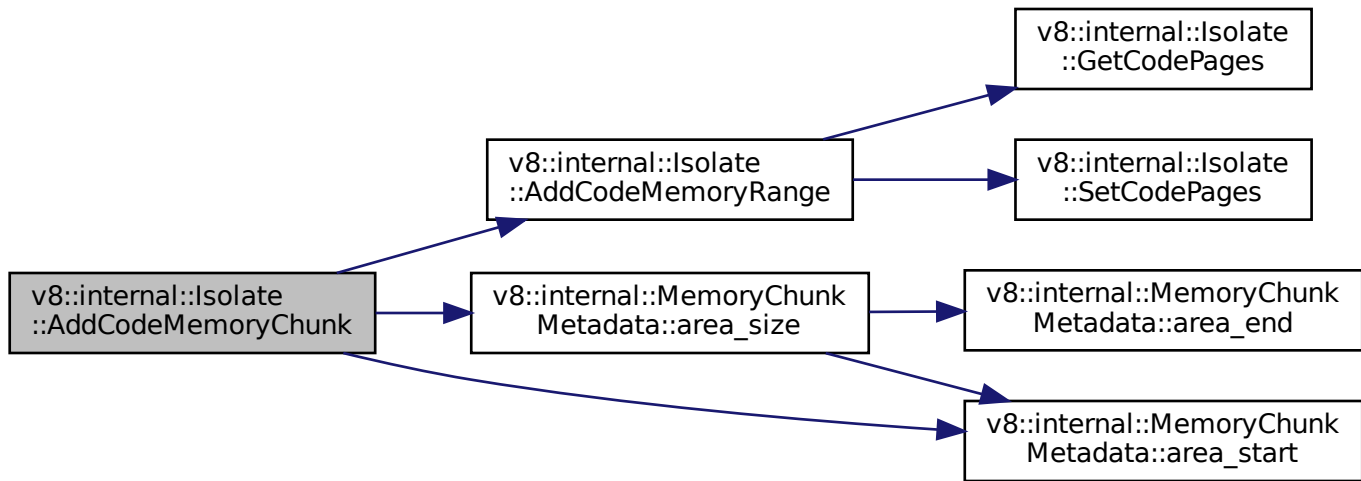 v8::internal::Isolate
::AddCodeMemoryChunk
v8::internal::Isolate
::AddCodeMemoryRange
v8::internal::Isolate
::GetCodePages
v8::internal::Isolate
::SetCodePages
v8::internal::MemoryChunk
Metadata::area_size
v8::internal::MemoryChunk
Metadata::area_end
v8::internal::MemoryChunk
Metadata::area_start